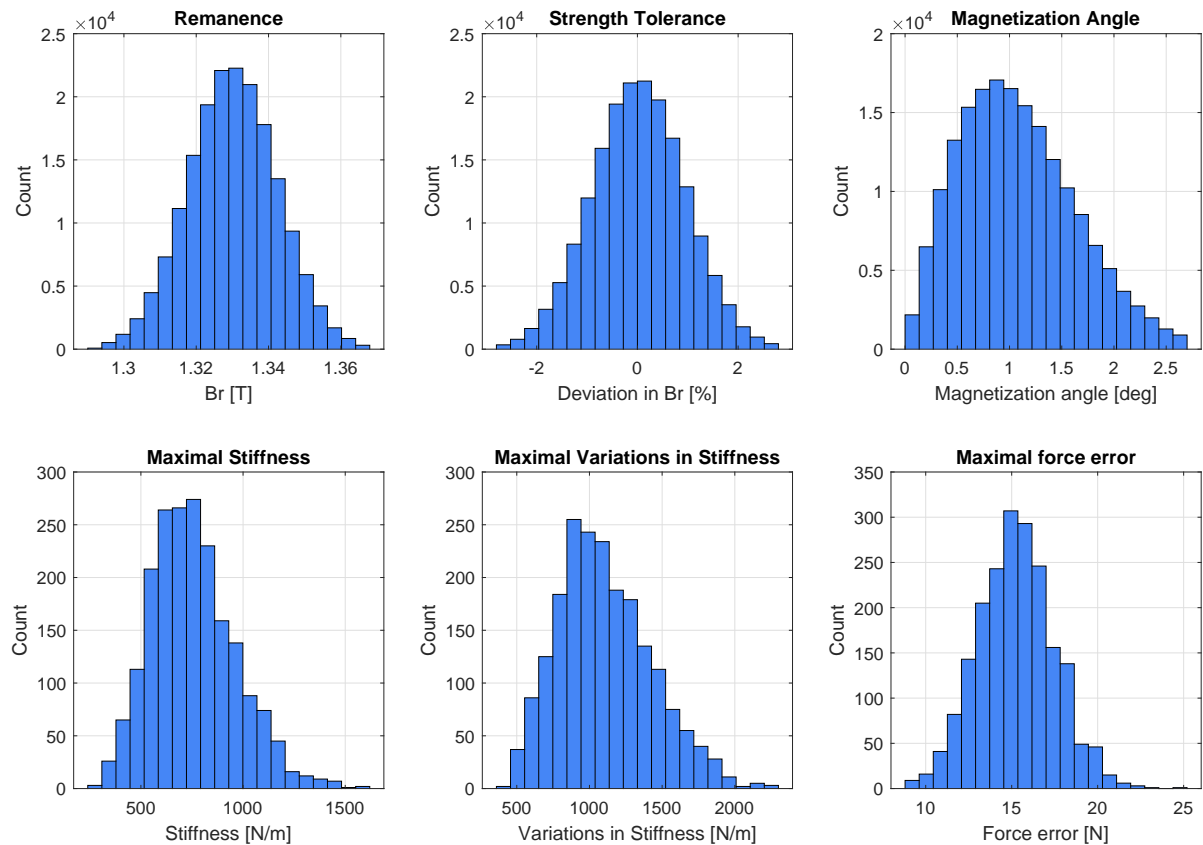 Remanence
×10⁴
2.5
2
1.5
1
0.5
0
Count
1.3 1.32 1.34 1.36
Br [T]
Strength Tolerance
×10⁴
2.5
2
1.5
1
0.5
0
Count
-2 0 2
Deviation in Br [%]
Magnetization Angle
×10⁴
2
1.5
1
0.5
0
Count
0 0.5 1 1.5 2 2.5
Magnetization angle [deg]
Maximal Stiffness
300
250
200
150
100
50
0
Count
500 1000 1500
Stiffness [N/m]
Maximal Variations in Stiffness
300
250
200
150
100
50
0
Count
500 1000 1500 2000
Variations in Stiffness [N/m]
Maximal force error
350
300
250
200
150
100
50
0
Count
10 15 20 25
Force error [N]